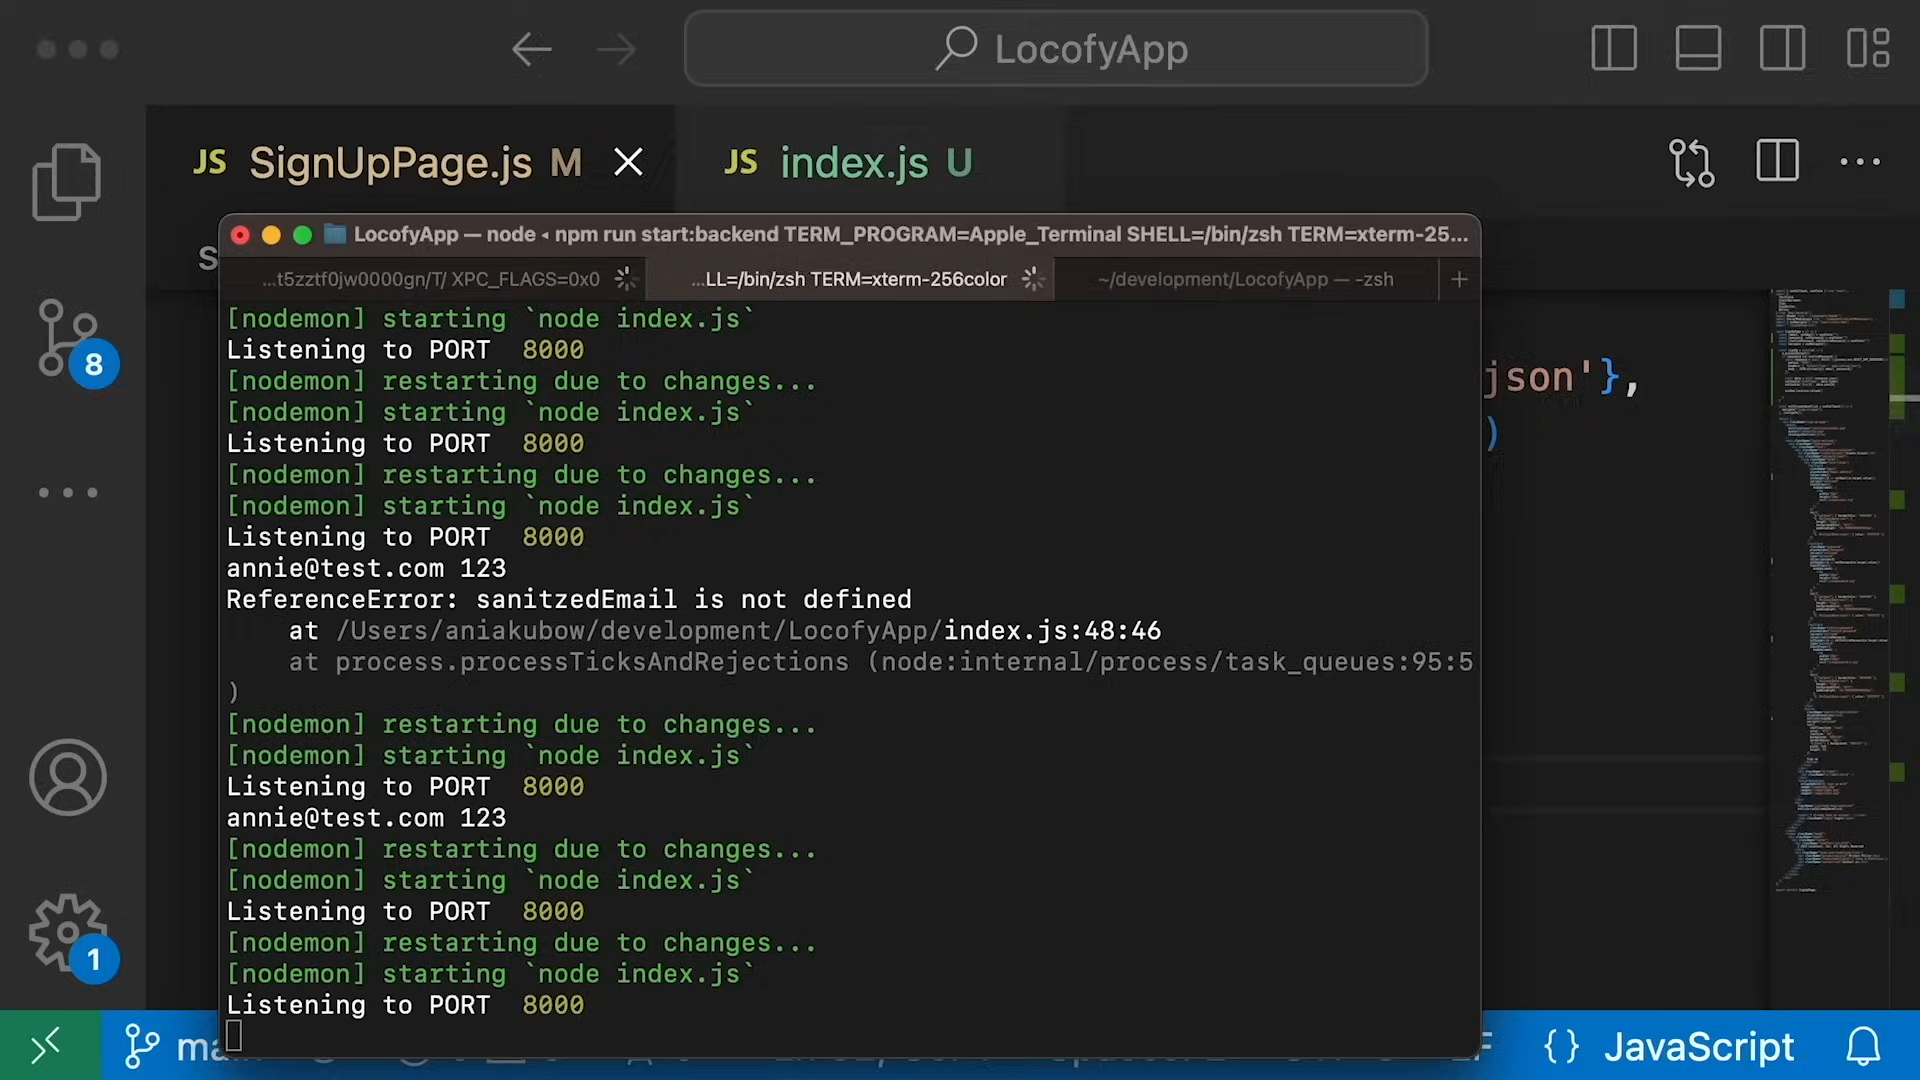 LocofyApp
JS SignUpPage.js M
JS index.js U
LocofyApp — node ◂ npm run start:backend TERM_PROGRAM=Apple_Terminal SHELL=/bin/zsh TERM=xterm-25...
...t5zztf0jw0000gn/T/ XPC_FLAGS=0x0
...LL=/bin/zsh TERM=xterm-256color
~/development/LocofyApp — -zsh
+
[nodemon] starting `node index.js`
Listening to PORT 8000
[nodemon] restarting due to changes...
[nodemon] starting `node index.js`
Listening to PORT 8000
[nodemon] restarting due to changes...
[nodemon] starting `node index.js`
Listening to PORT 8000
annie@test.com 123
ReferenceError: sanitzedEmail is not defined
at /Users/aniakubow/development/LocofyApp/index.js:48:46
at process.processTicksAndRejections (node:internal/process/task_queues:95:5
)
[nodemon] restarting due to changes...
[nodemon] starting `node index.js`
Listening to PORT 8000
annie@test.com 123
[nodemon] restarting due to changes...
[nodemon] starting `node index.js`
Listening to PORT 8000
[nodemon] restarting due to changes...
[nodemon] starting `node index.js`
Listening to PORT 8000
json'},
)
8
1
{} JavaScript